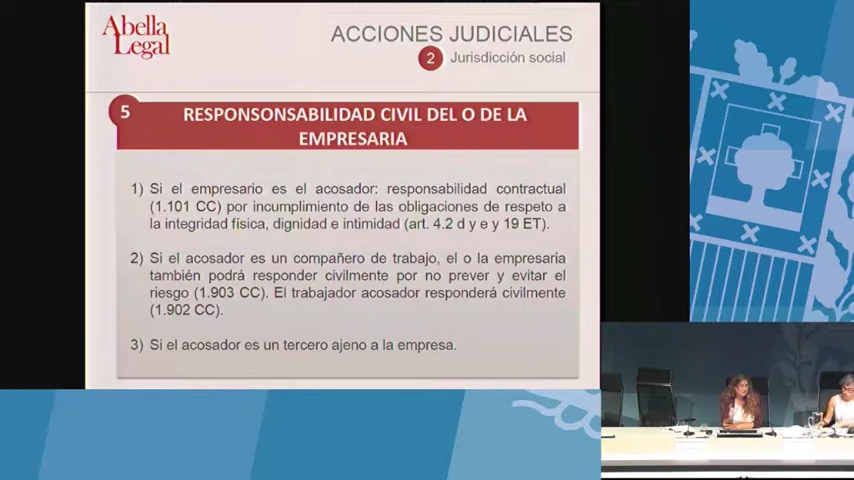 Abella
Legal
ACCIONES JUDICIALES
2 Jurisdicción social
5
RESPONSONSABILIDAD CIVIL DEL O DE LA
EMPRESARIA
1) Si el empresario es el acosador: responsabilidad contractual
(1.101 CC) por incumplimiento de las obligaciones de respeto a
la integridad física, dignidad e intimidad (art. 4.2 d y e y 19 ET).
2) Si el acosador es un compañero de trabajo, el o la empresaria
también podrá responder civilmente por no prever y evitar el
riesgo (1.903 CC). El trabajador acosador responderá civilmente
(1.902 CC).
3) Si el acosador es un tercero ajeno a la empresa.